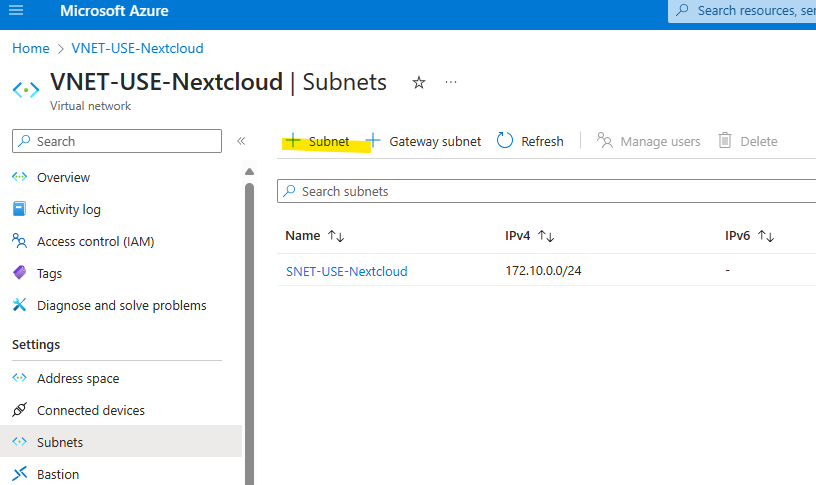 Microsoft Azure
Search resources, ser
Home > VNET-USE-Nextcloud
VNET-USE-Nextcloud | Subnets
Virtual network
Search
+ Subnet + Gateway subnet Refresh Manage users Delete
Search subnets
Overview
Activity log
Access control (IAM)
Tags
Diagnose and solve problems
Settings
Address space
Connected devices
Subnets
Bastion
Name IPv4 IPv6
SNET-USE-Nextcloud 172.10.0.0/24 -